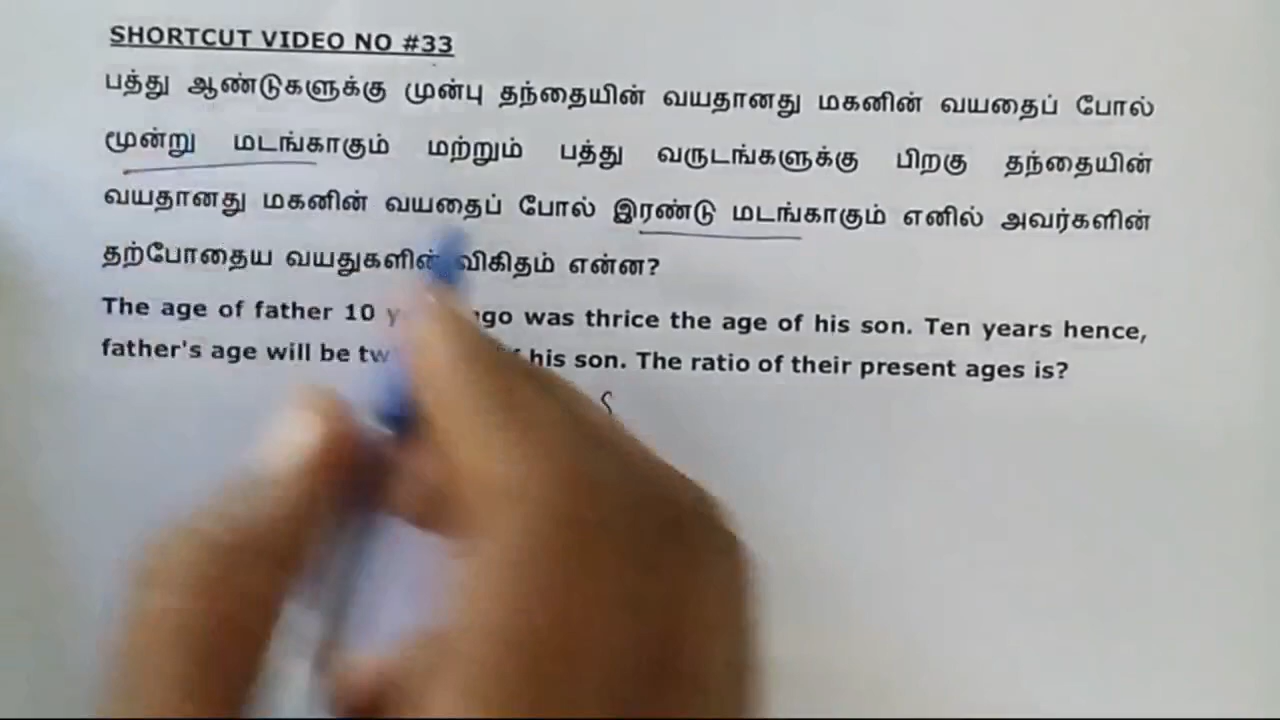 SHORTCUT VIDEO NO #33
பத்து ஆண்டுகளுக்கு முன்பு தந்தையின் வயதானது மகனின் வயதைப் போல்
மூன்று மடங்காகும் மற்றும் பத்து வருடங்களுக்கு பிறகு தந்தையின்
வயதானது மகனின் வயதைப் போல் இரண்டு மடங்காகும் எனில் அவர்களின்
தற்போதைய வயதுகளின் விகிதம் என்ன?
The age of father 10 ago was thrice the age of his son. Ten years hence,
father's age will be his son. The ratio of their present ages is?
S